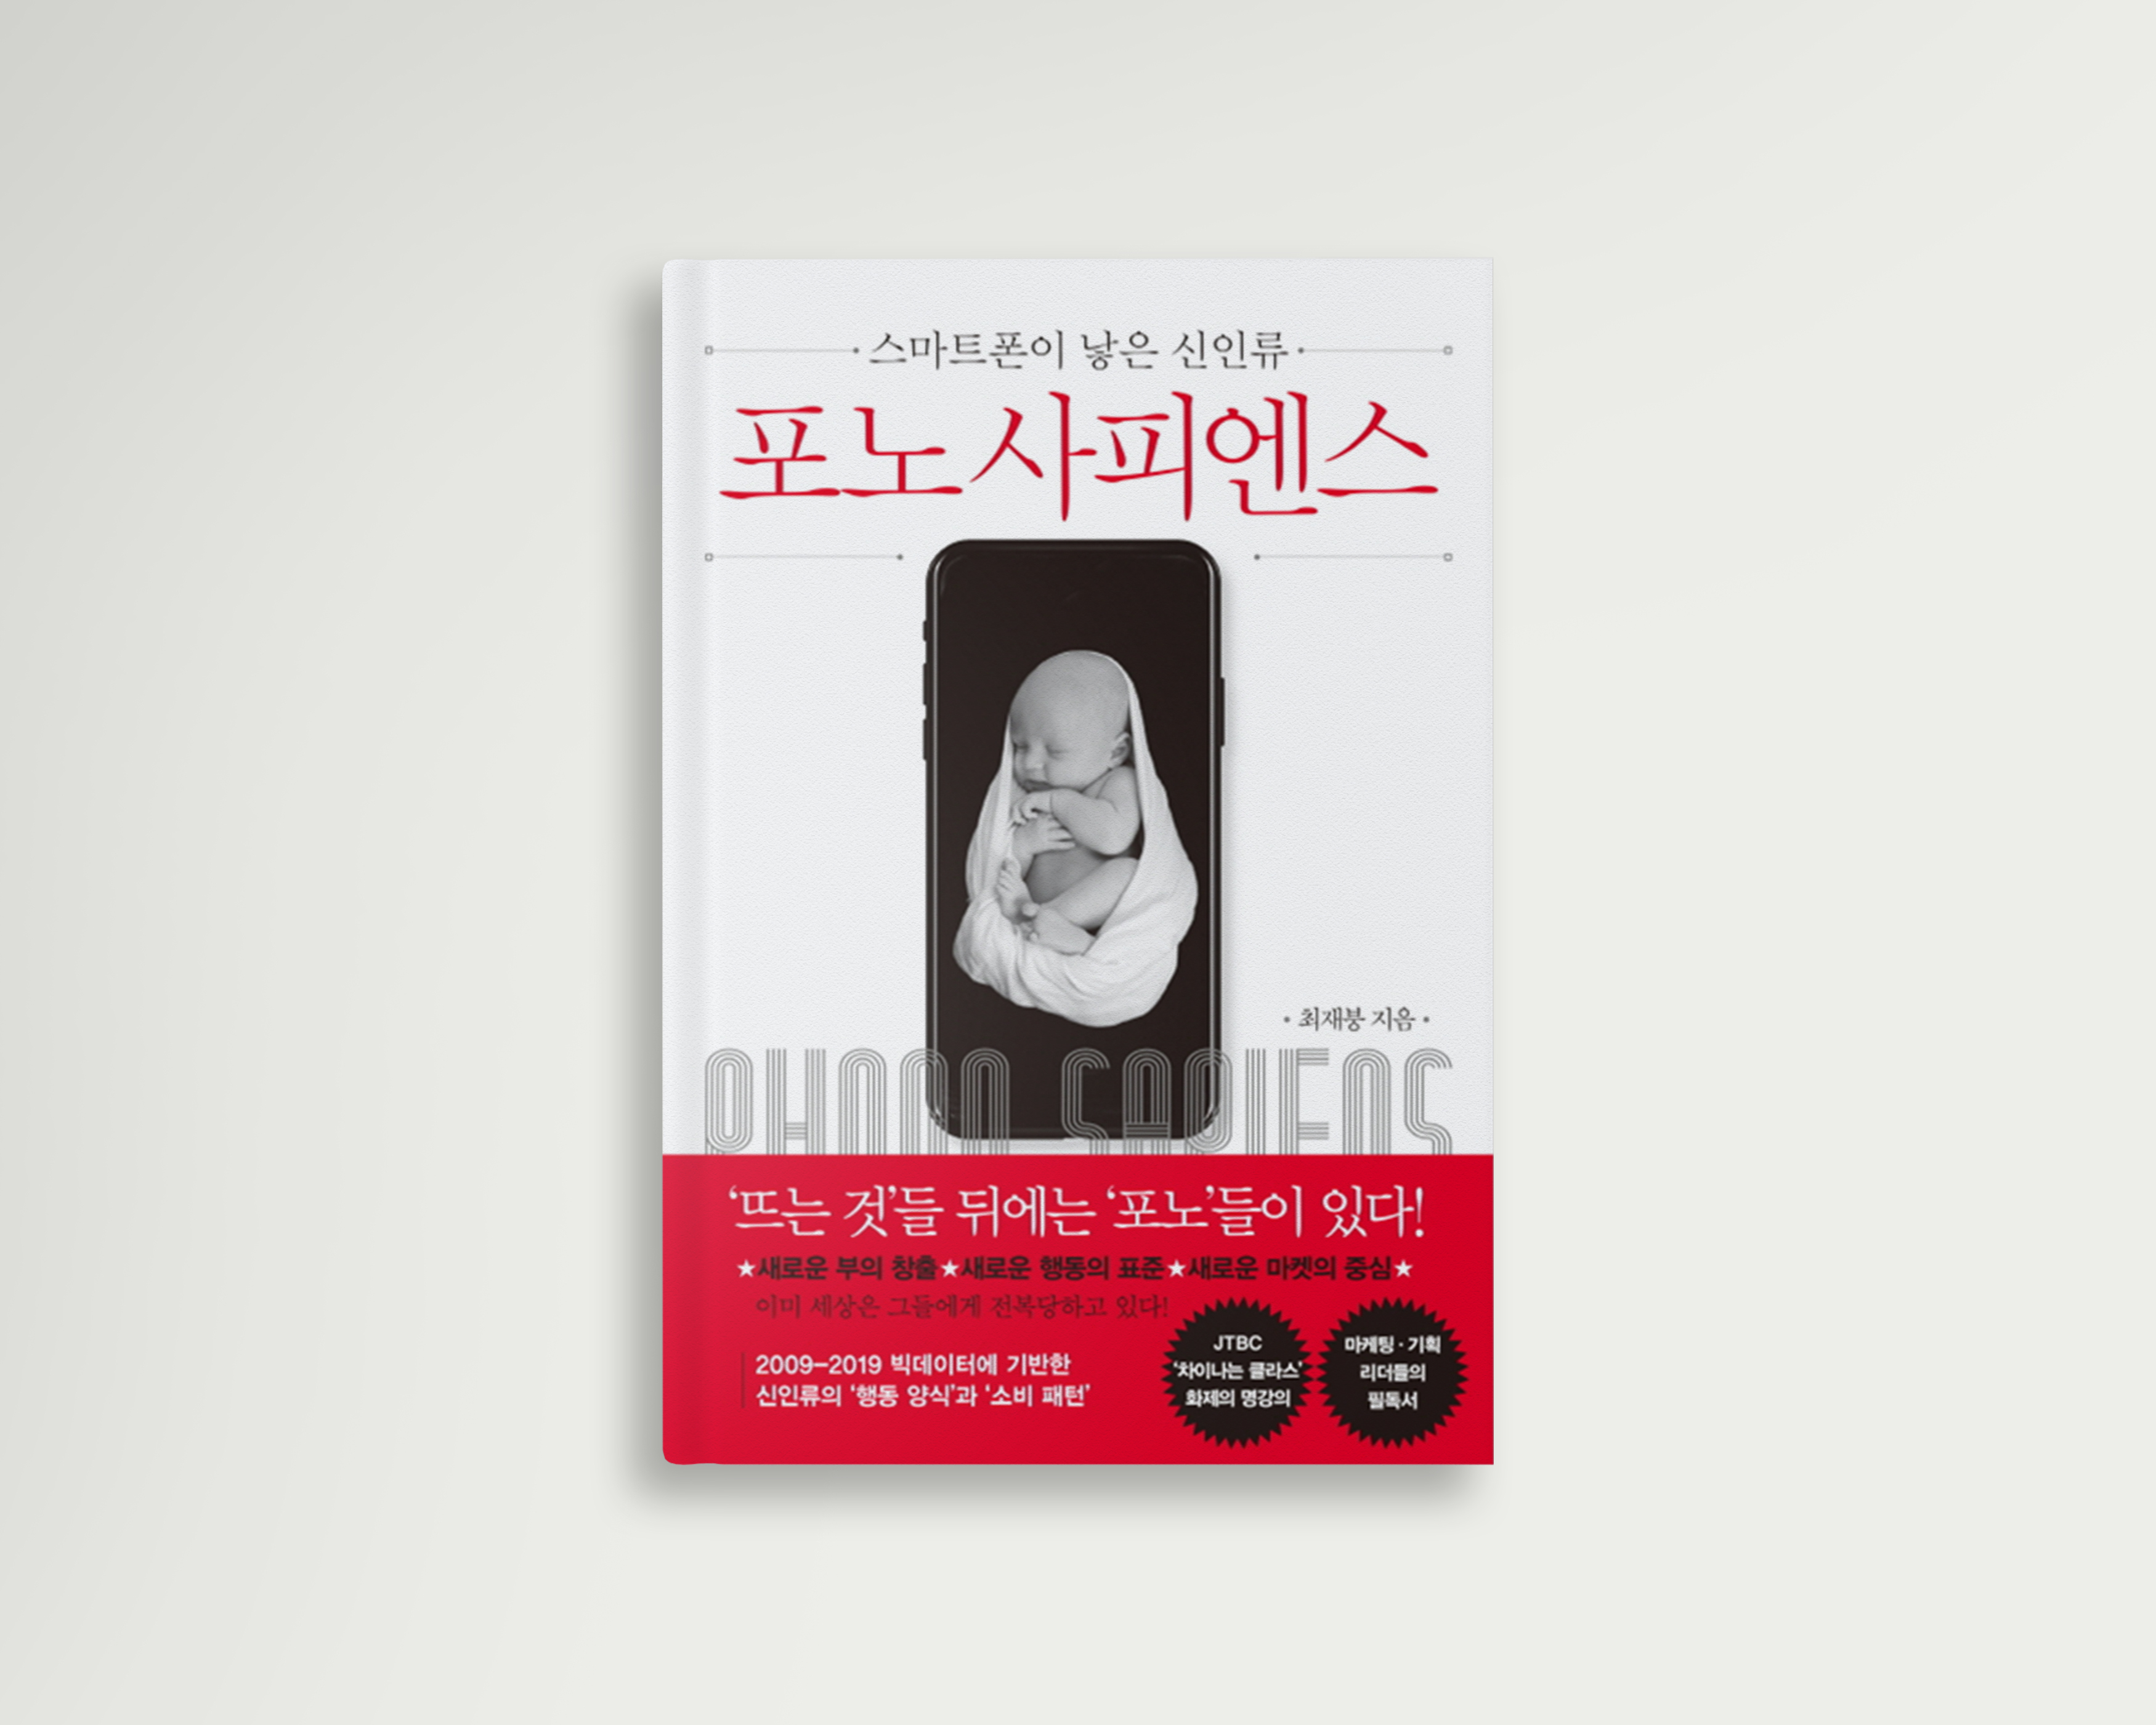 스마트폰이 낳은 신인류
포노 사피엔스
· 최재붕 지음 ·
PHONO SAPIENS
‘뜨는 것’들 뒤에는 ‘포노’들이 있다!
★새로운 부의 창출★새로운 행동의 표준★새로운 마켓의 중심★
이미 세상은 그들에게 전복당하고 있다!
2009–2019 빅데이터에 기반한
신인류의 ‘행동 양식’과 ‘소비 패턴’
JTBC
‘차이나는 클라스’
화제의 명강의
마케팅·기획
리더들의
필독서